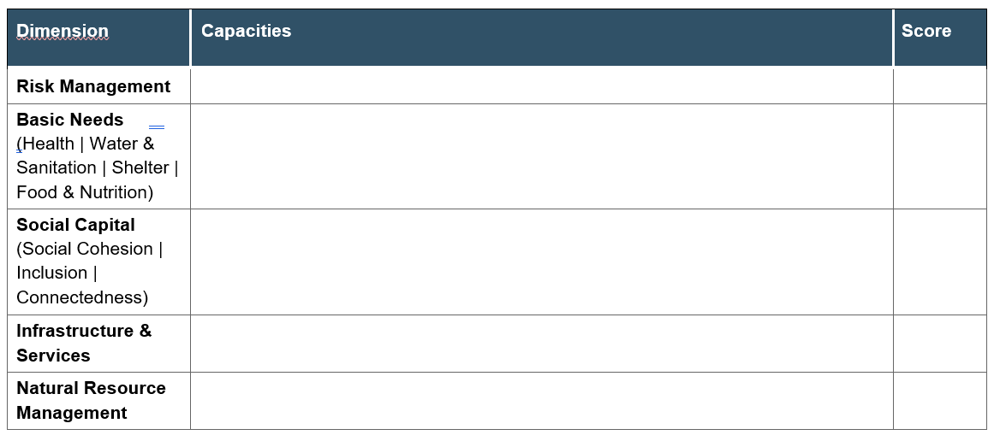 Dimension Capacities Score
Risk Management
Basic Needs
(Health | Water &
Sanitation | Shelter |
Food & Nutrition)
Social Capital
(Social Cohesion |
Inclusion |
Connectedness)
Infrastructure &
Services
Natural Resource
Management